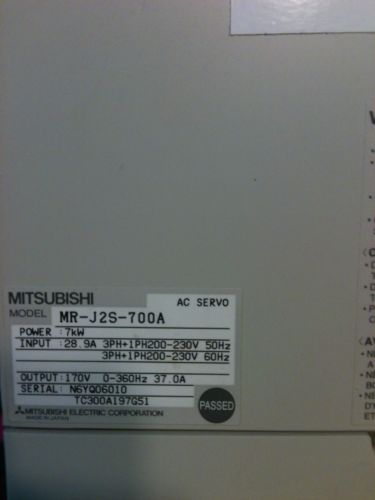 MITSUBISHI
AC SERVO
MODEL MR-J2S-700A
POWER :7kW
INPUT :28.9A 3PH+1PH200-230V 50Hz
3PH+1PH200-230V 60Hz
OUTPUT:170V 0-360Hz 37.0A
SERIAL: N6YQ06010
TC300A197G51
PASSED
MITSUBISHI ELECTRIC CORPORATION
MADE IN JAPAN